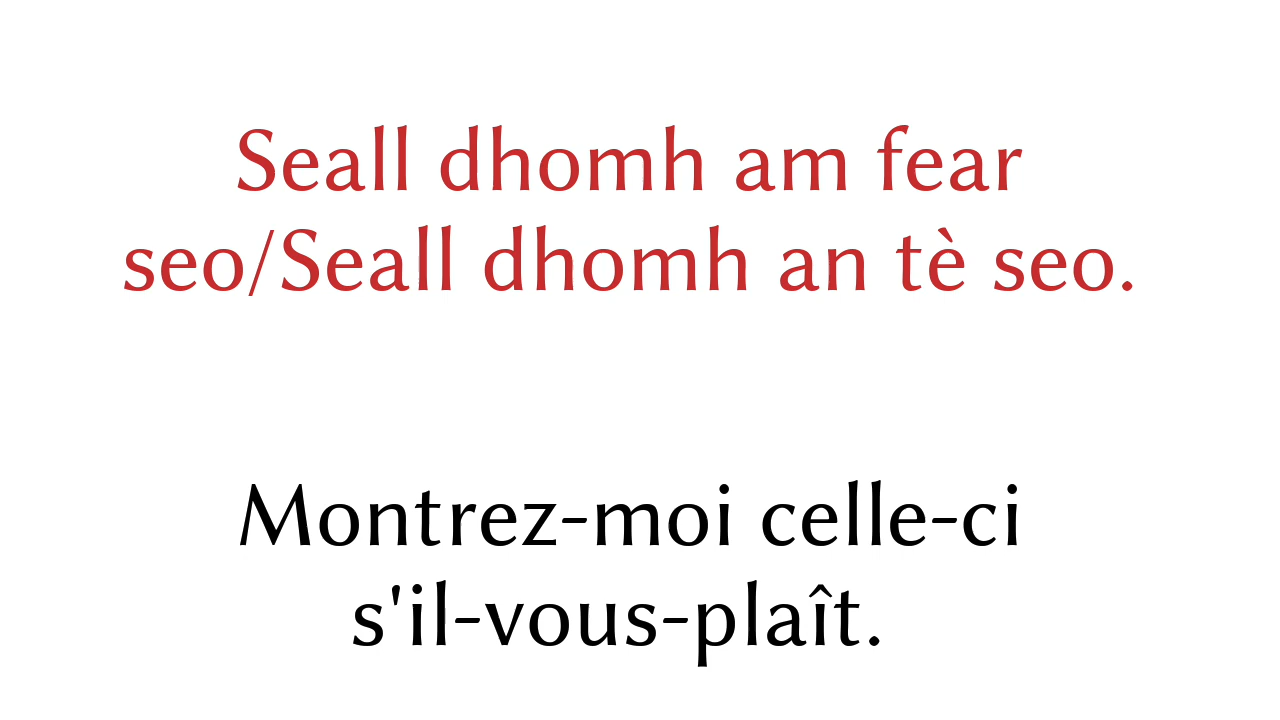 Seall dhomh am fear
seo/Seall dhomh an tè seo.
Montrez-moi celle-ci
s'il-vous-plaît.